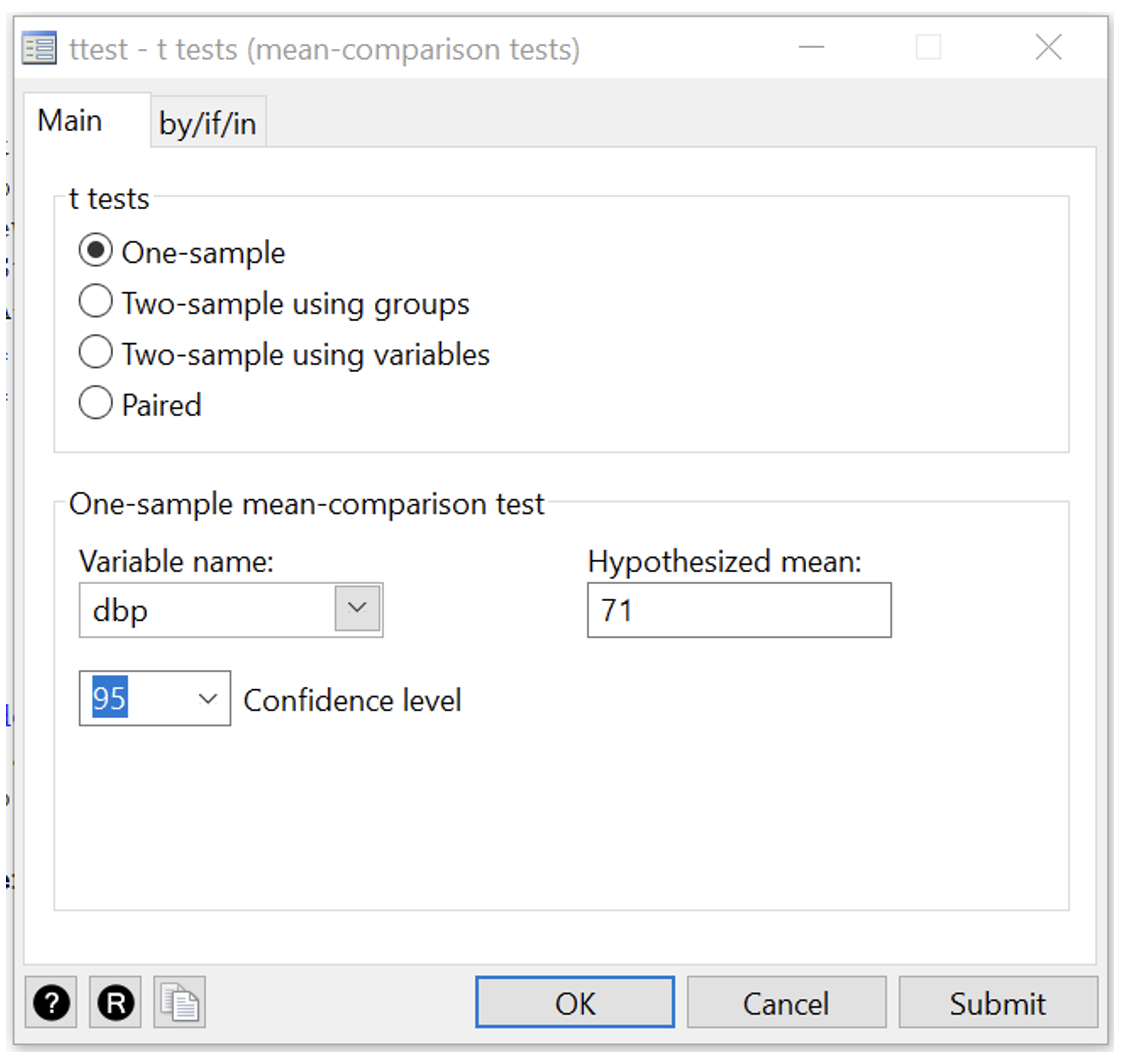 ttest - t tests (mean-comparison tests)
Main by/if/in
t tests
One-sample
Two-sample using groups
Two-sample using variables
Paired
One-sample mean-comparison test
Variable name: Hypothesized mean:
dbp 71
95 Confidence level
? R OK Cancel Submit